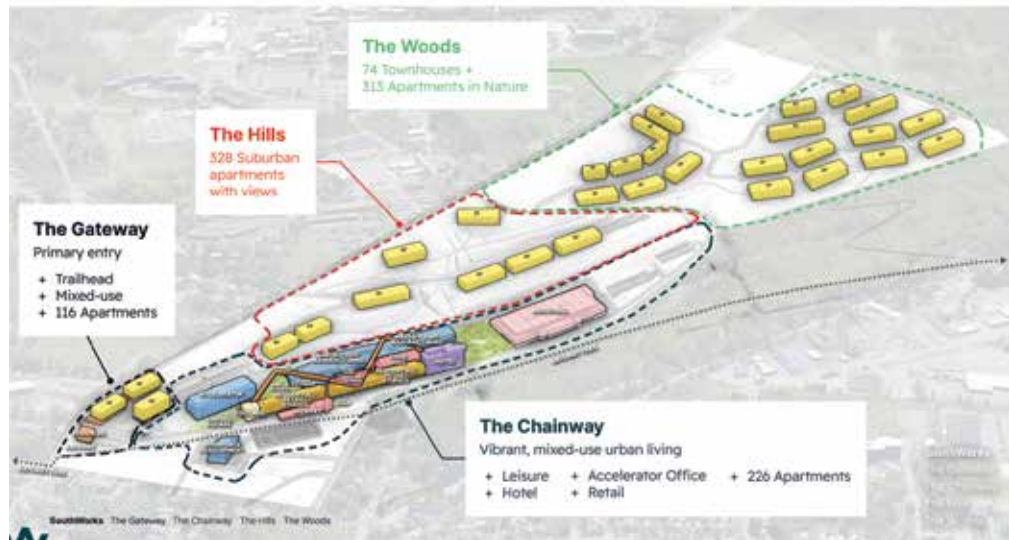 The Woods
74 Townhouses +
313 Apartments in Nature
The Hills
328 Suburban
apartments
with views
The Gateway
Primary entry
+ Trailhead
+ Mixed-use
+ 116 Apartments
The Chainway
Vibrant, mixed-use urban living
+ Leisure + Accelerator Office + 226 Apartments
+ Hotel + Retail
SouthWorks The Gateway The Chainway The Hills The Woods